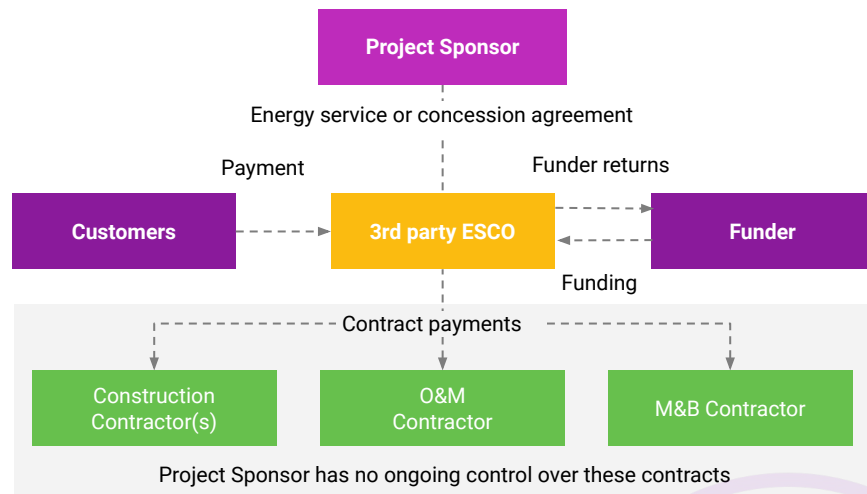 Project Sponsor
Energy service or concession agreement
Payment
Funder returns
Customers
3rd party ESCO
Funder
Funding
Contract payments
Construction
Contractor(s)
O&M
Contractor
M&B Contractor
Project Sponsor has no ongoing control over these contracts